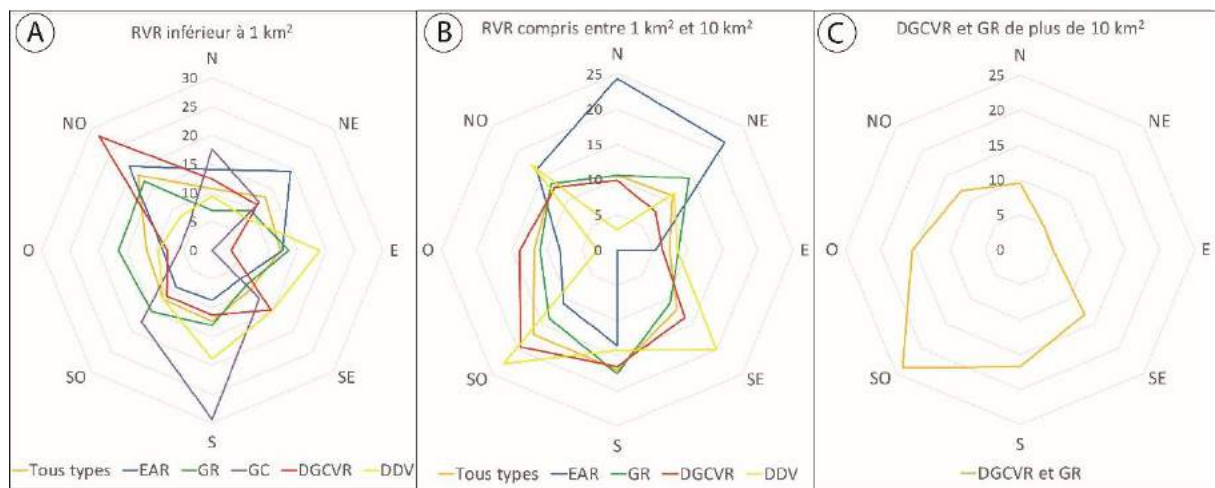 A
RVR inférieur à 1 km²
N
30
25
20
15
10
5
0
NE
E
SE
S
SO
O
NO
Tous types EAR GR GC DGCVR DDV
B
RVR compris entre 1 km² et 10 km²
N
25
20
15
10
5
0
NE
E
SE
S
SO
O
NO
Tous types EAR GR DGCVR DDV
C
DGCVR et GR de plus de 10 km²
N
25
20
15
10
5
0
NE
E
SE
S
SO
O
NO
DGCVR et GR